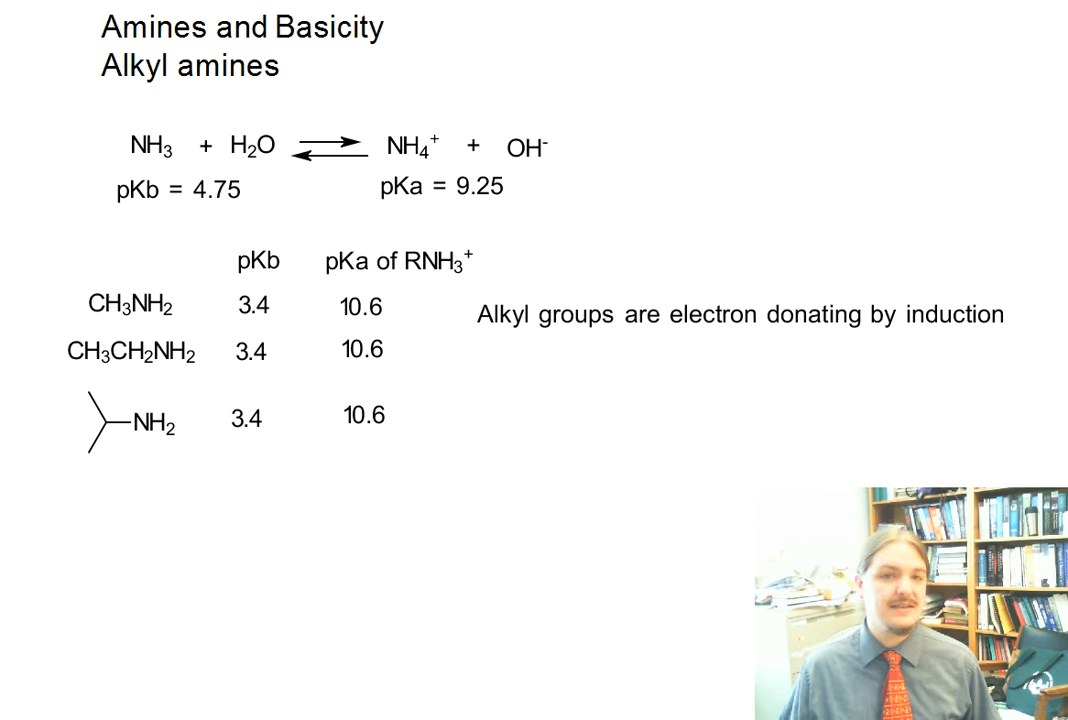 Amines and Basicity
Alkyl amines
NH₃ + H₂O ⇌ NH₄⁺ + OH⁻
pKb = 4.75 pKa = 9.25
pKb pKa of RNH₃⁺
CH₃NH₂ 3.4 10.6 Alkyl groups are electron donating by induction
CH₃CH₂NH₂ 3.4 10.6
NH₂ 3.4 10.6